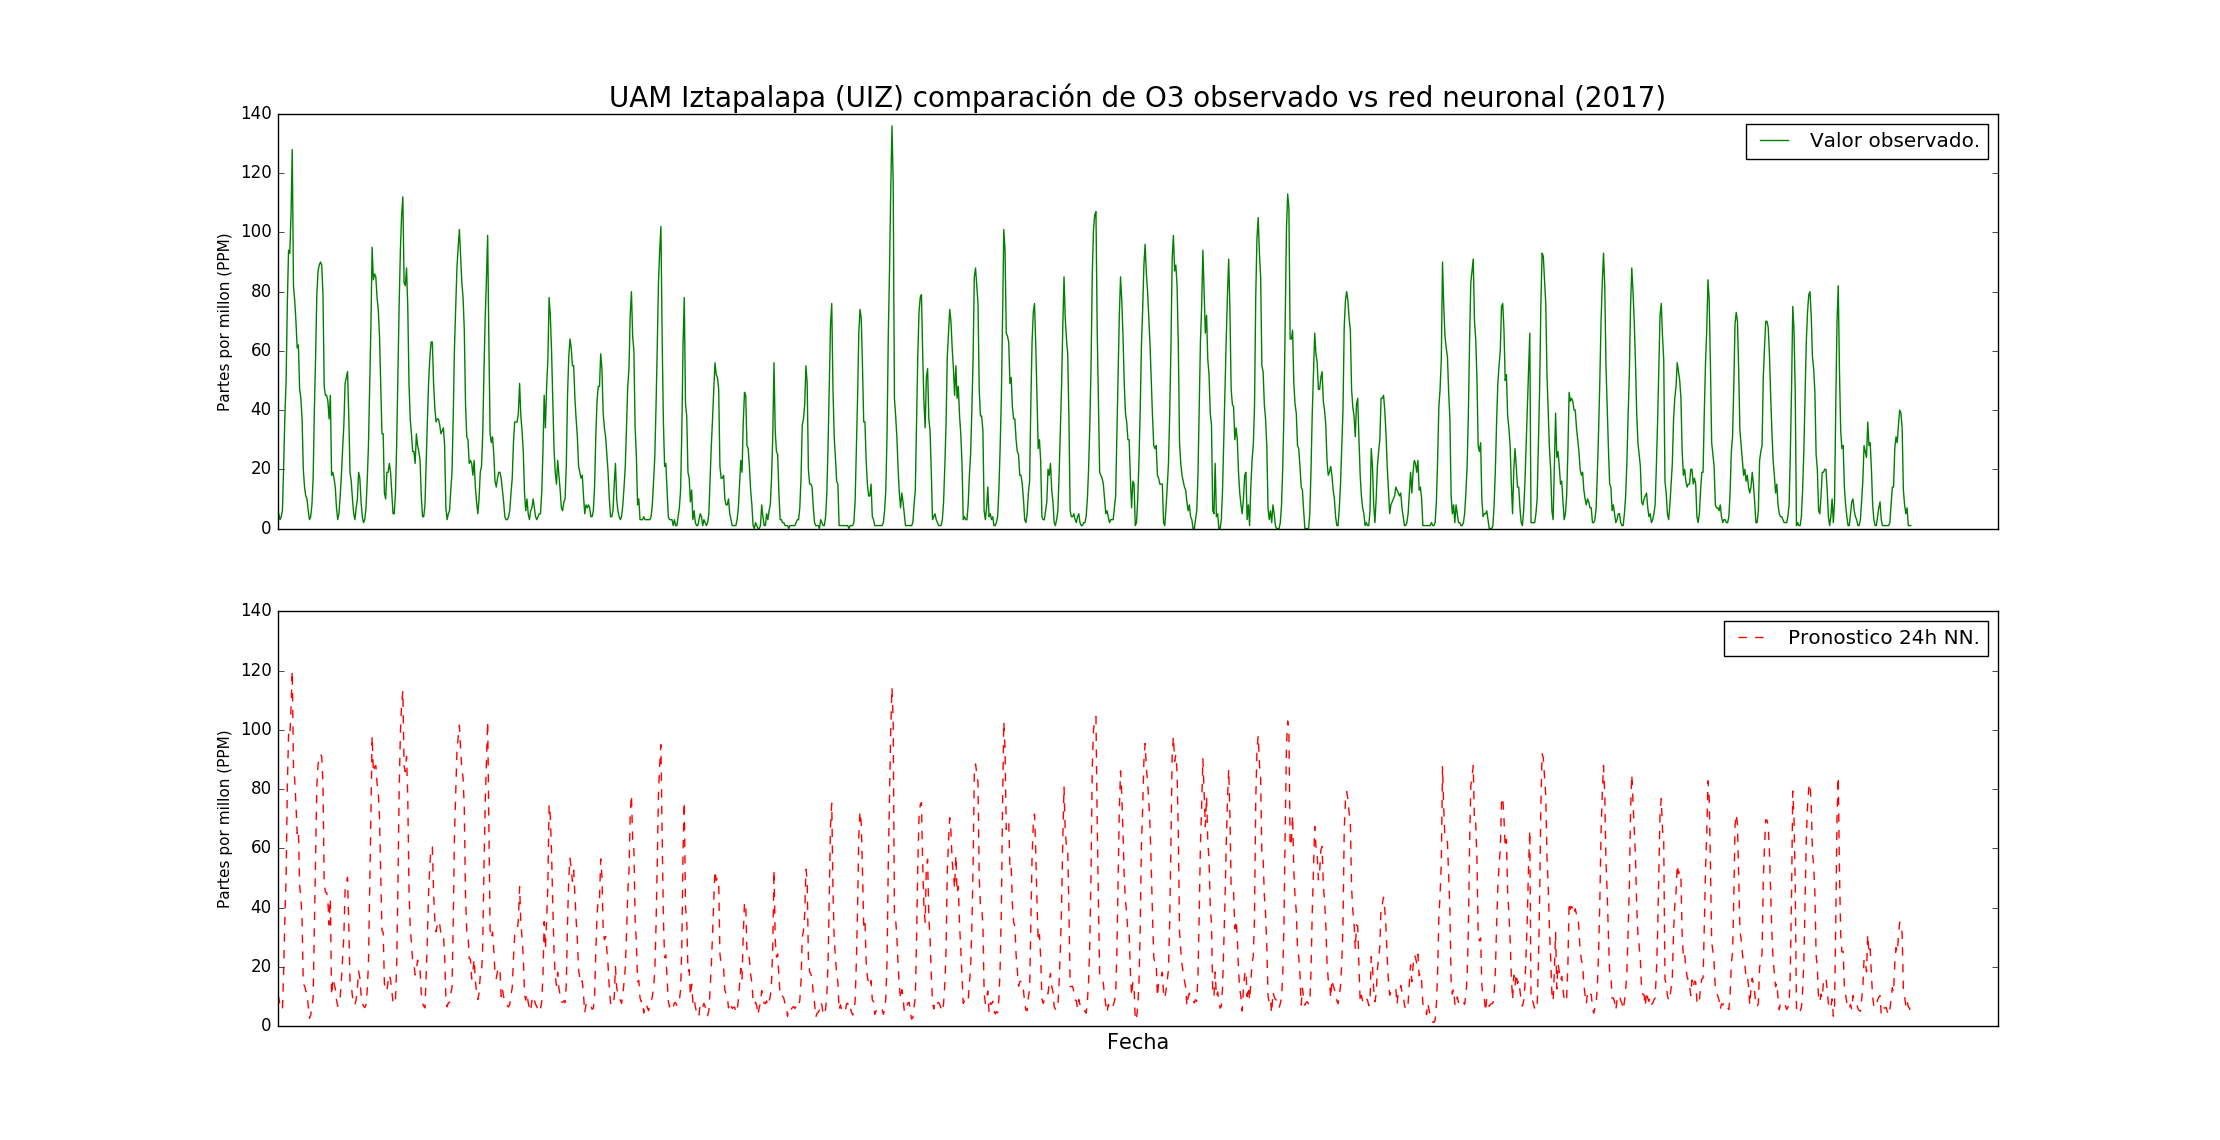 UAM Iztapalapa (UIZ) comparación de O3 observado vs red neuronal (2017)
140
120
100
80
60
40
20
0
Partes por millon (PPM)
Valor observado.
140
120
100
80
60
40
20
0
Partes por millon (PPM)
Pronostico 24h NN.
Fecha